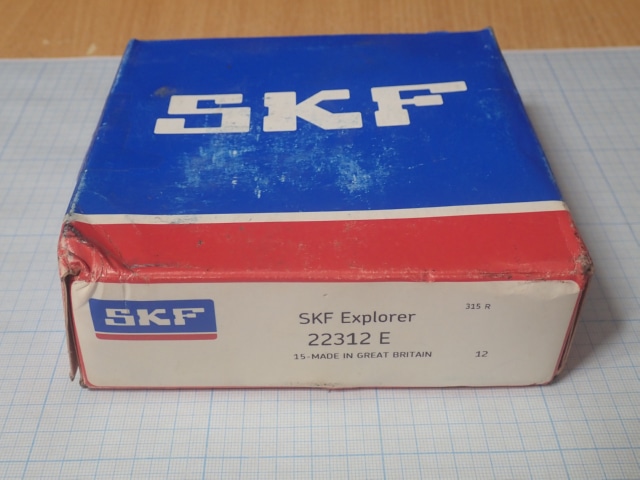 SKF
SKF
SKF Explorer
315 R
22312 E
15-MADE IN GREAT BRITAIN
12